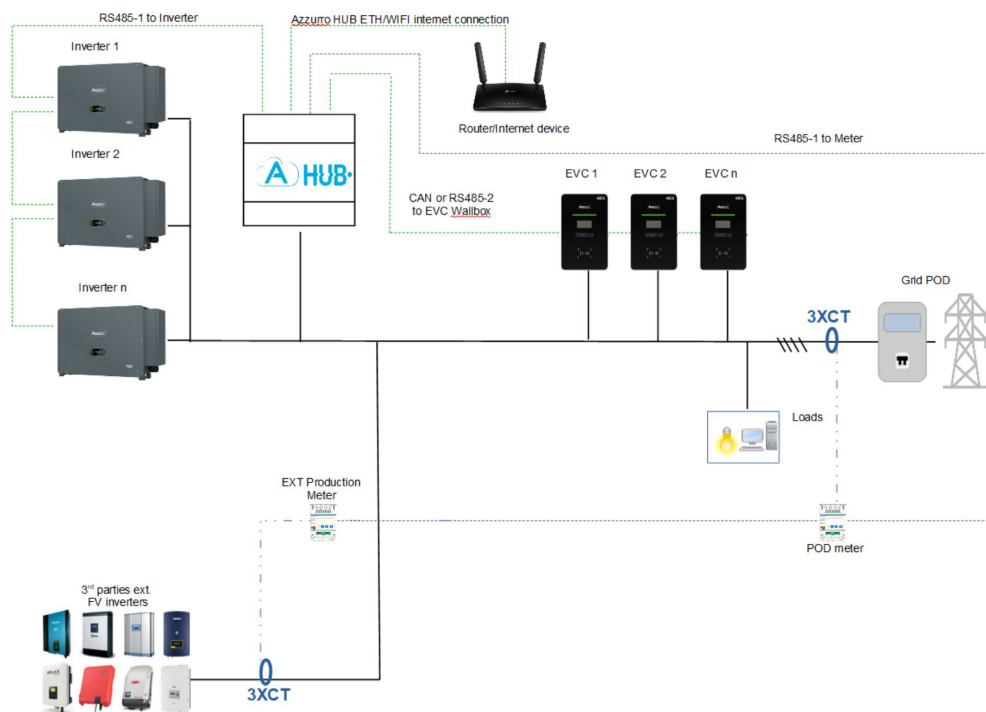 RS485-1 to Inverter
Azzurro HUB ETH/WIFI internet connection
Inverter 1
Router/Internet device
RS485-1 to Meter
Inverter 2
A HUB
EVC 1
EVC 2
EVC n
CAN or RS485-2
to EVC Wallbox
Inverter n
Grid POD
3XCT
Loads
EXT Production
Meter
POD meter
3rd parties ext.
FV inverters
3XCT